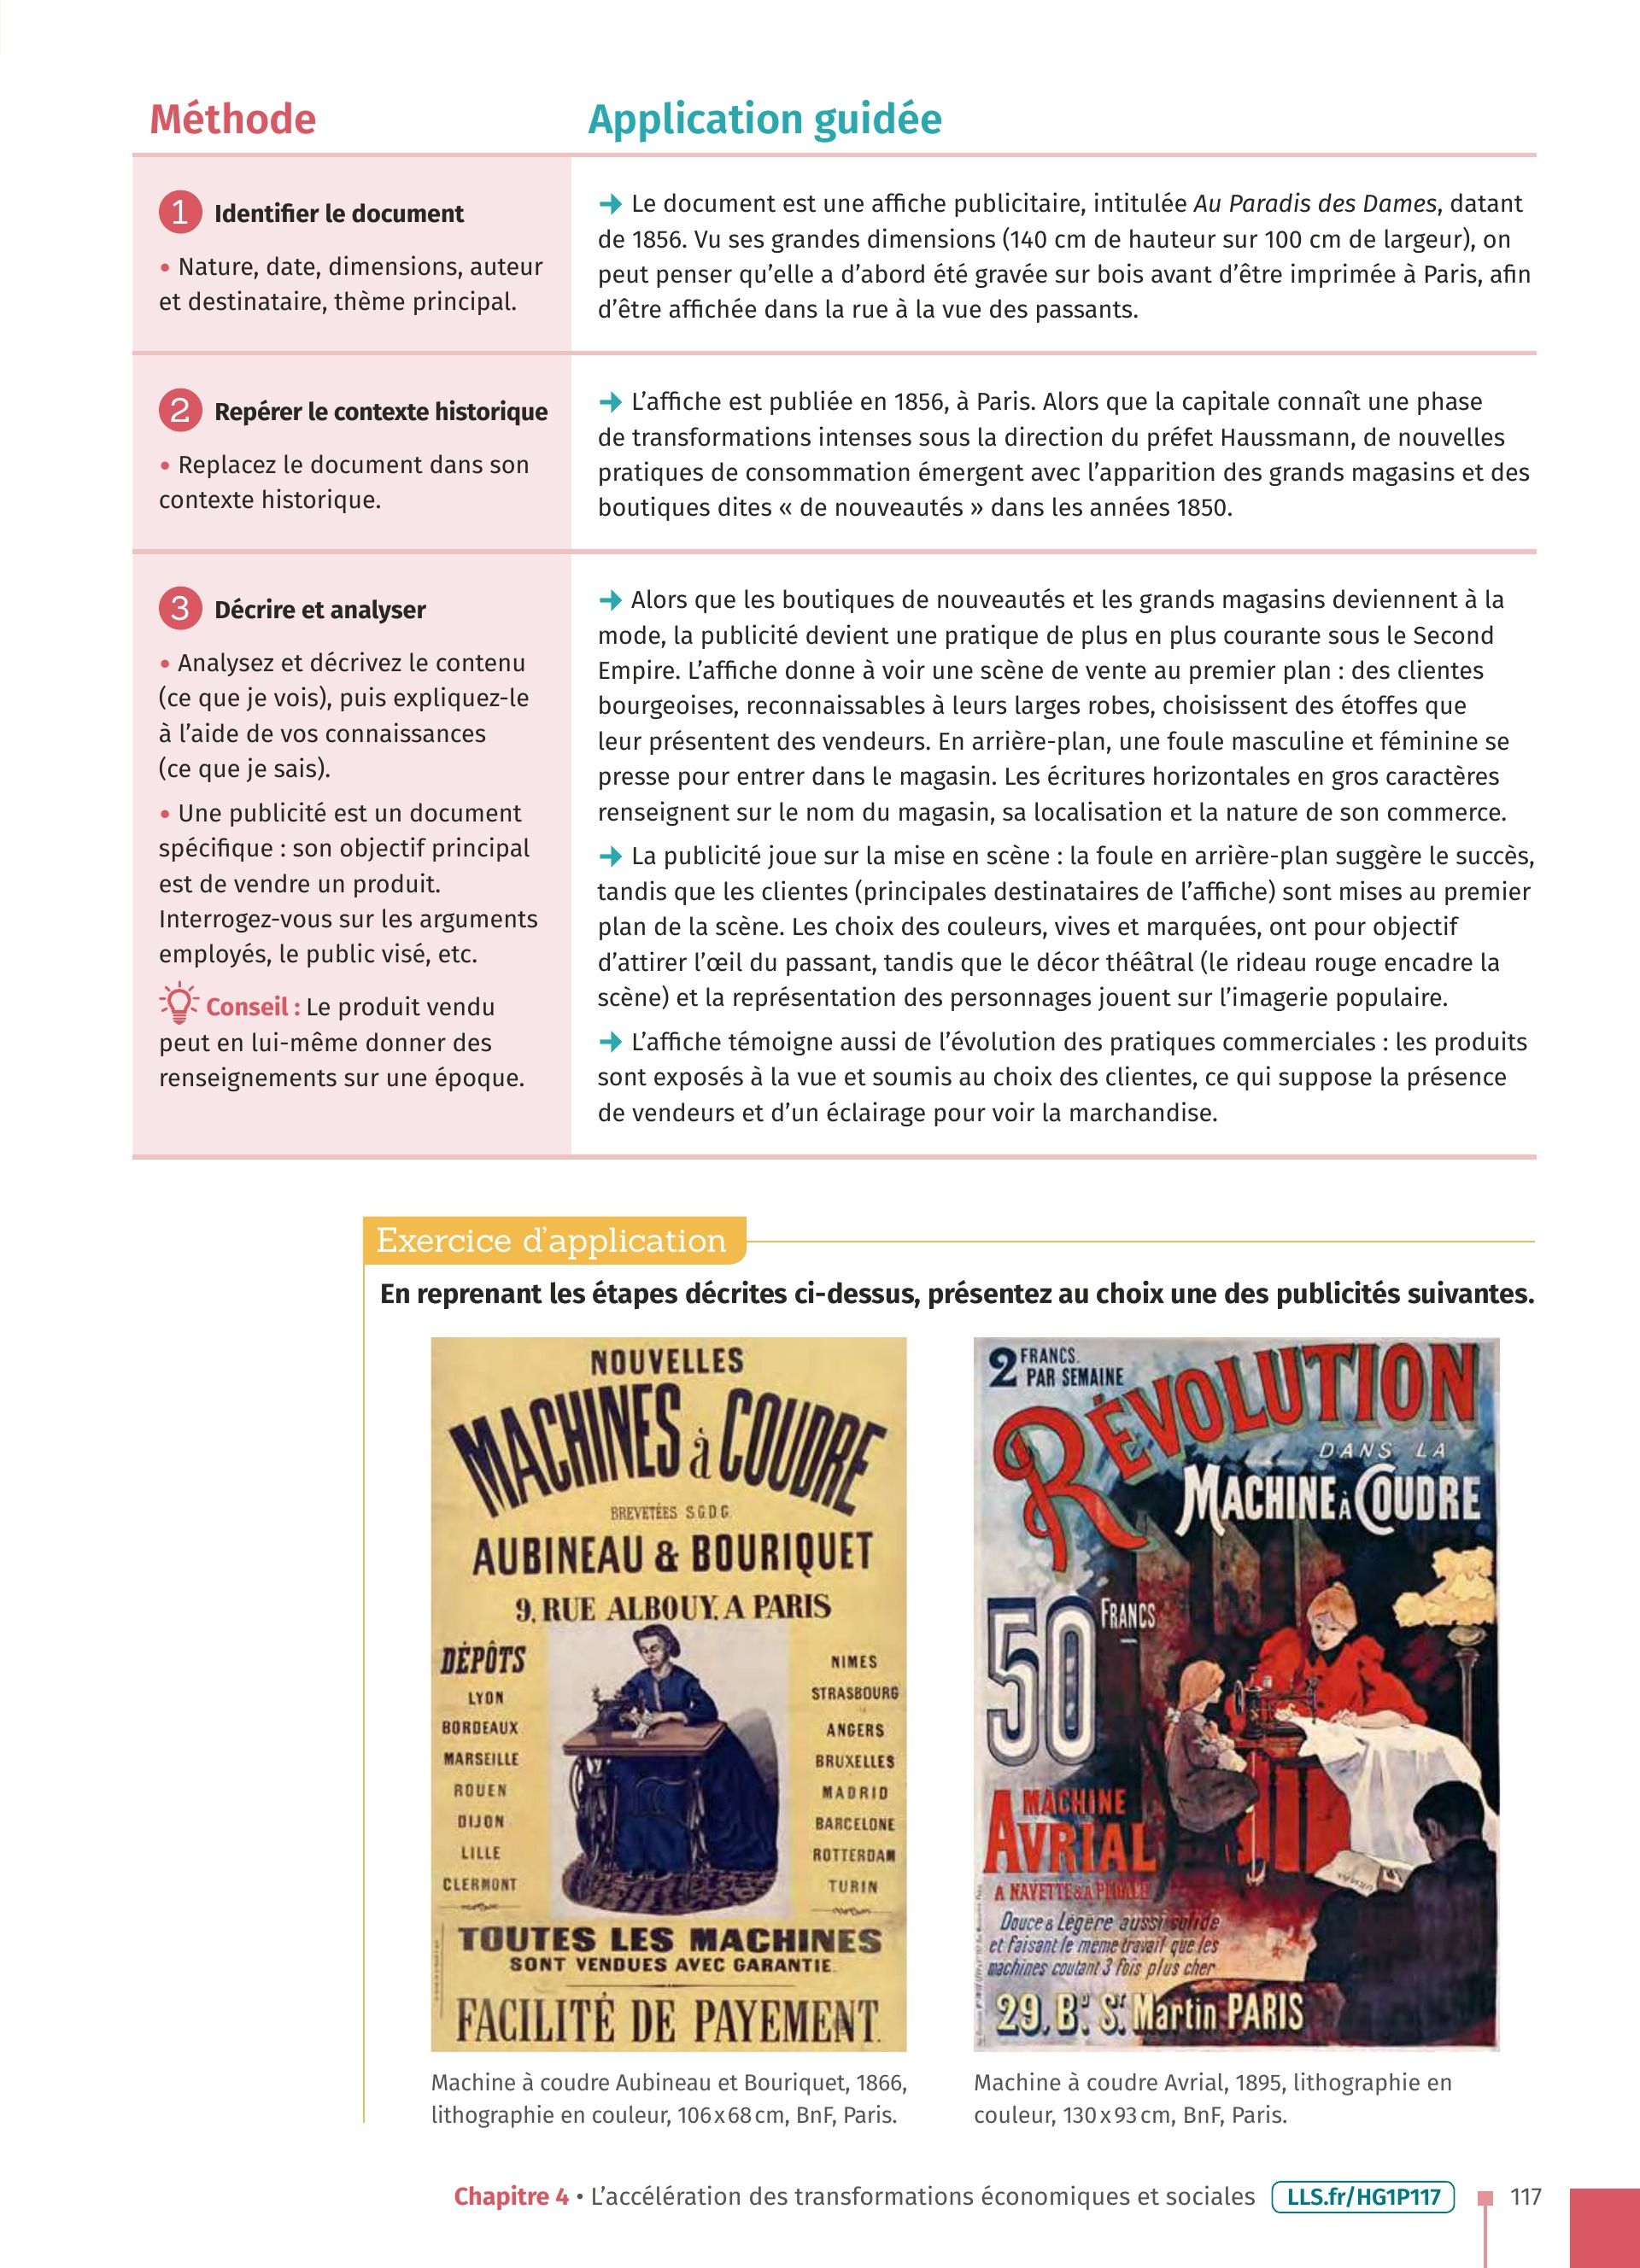 Méthode
Application guidée
1 Identifier le document
• Nature, date, dimensions, auteur
et destinataire, thème principal.
➔ Le document est une affiche publicitaire, intitulée Au Paradis des Dames, datant
de 1856. Vu ses grandes dimensions (140 cm de hauteur sur 100 cm de largeur), on
peut penser qu’elle a d’abord été gravée sur bois avant d’être imprimée à Paris, afin
d’être affichée dans la rue à la vue des passants.
2 Repérer le contexte historique
• Replacez le document dans son
contexte historique.
➔ L’affiche est publiée en 1856, à Paris. Alors que la capitale connaît une phase
de transformations intenses sous la direction du préfet Haussmann, de nouvelles
pratiques de consommation émergent avec l’apparition des grands magasins et des
boutiques dites « de nouveautés » dans les années 1850.
3 Décrire et analyser
• Analysez et décrivez le contenu
(ce que je vois), puis expliquez-le
à l’aide de vos connaissances
(ce que je sais).
• Une publicité est un document
spécifique : son objectif principal
est de vendre un produit.
Interrogez-vous sur les arguments
employés, le public visé, etc.
Conseil : Le produit vendu
peut en lui-même donner des
renseignements sur une époque.
➔ Alors que les boutiques de nouveautés et les grands magasins deviennent à la
mode, la publicité devient une pratique de plus en plus courante sous le Second
Empire. L’affiche donne à voir une scène de vente au premier plan : des clientes
bourgeoises, reconnaissables à leurs larges robes, choisissent des étoffes que
leur présentent des vendeurs. En arrière-plan, une foule masculine et féminine se
presse pour entrer dans le magasin. Les écritures horizontales en gros caractères
renseignent sur le nom du magasin, sa localisation et la nature de son commerce.
➔ La publicité joue sur la mise en scène : la foule en arrière-plan suggère le succès,
tandis que les clientes (principales destinataires de l’affiche) sont mises au premier
plan de la scène. Les choix des couleurs, vives et marquées, ont pour objectif
d’attirer l’œil du passant, tandis que le décor théâtral (le rideau rouge encadre la
scène) et la représentation des personnages jouent sur l’imagerie populaire.
➔ L’affiche témoigne aussi de l’évolution des pratiques commerciales : les produits
sont exposés à la vue et soumis au choix des clientes, ce qui suppose la présence
de vendeurs et d’un éclairage pour voir la marchandise.
Exercice d’application
En reprenant les étapes décrites ci-dessus, présentez au choix une des publicités suivantes.
NOUVELLES
MACHINES à COUDRE
BREVETÉES S.G.D.G.
AUBINEAU & BOURIQUET
9, RUE ALBOUY, A PARIS
DÉPÔTS
LYON
BORDEAUX
MARSEILLE
ROUEN
DIJON
LILLE
CLERMONT
NIMES
STRASBOURG
ANGERS
BRUXELLES
MADRID
BARCELONE
ROTTERDAM
TURIN
TOUTES LES MACHINES
SONT VENDUES AVEC GARANTIE.
FACILITÉ DE PAYEMENT.
Machine à coudre Aubineau et Bouriquet, 1866,
lithographie en couleur, 106 x 68 cm, BnF, Paris.
2 FRANCS.
PAR SEMAINE
RÉVOLUTION
DANS LA
MACHINE À COUDRE
50 FRANCS
MACHINE
AVRIAL
A NAVETTE & A PÉDALE
Douce & Légère aussi solide
et faisant le meme travail que les
machines coutant 3 fois plus cher
29, Bd. St. Martin PARIS
Machine à coudre Avrial, 1895, lithographie en
couleur, 130 x 93 cm, BnF, Paris.
Chapitre 4 • L’accélération des transformations économiques et sociales LLS.fr/HG1P117 117